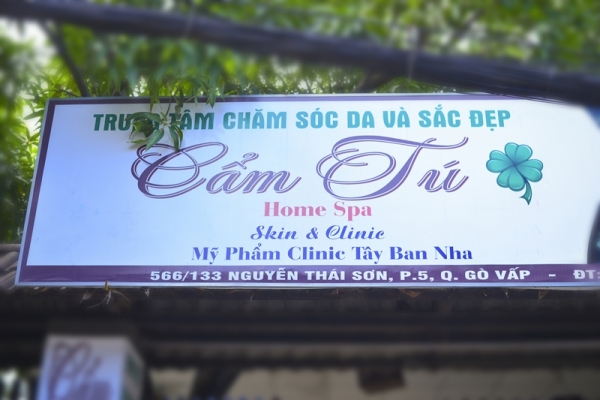 TÂM CHĂM SÓC DA VÀ SẮC ĐẸP
Cẩm Tú
Home Spa
Skin & Clinic
Mỹ Phẩm Clinic Tây Ban Nha
566/133 NGUYỄN THÁI SƠN, P.5, Q. GÒ VẤP - ĐT: